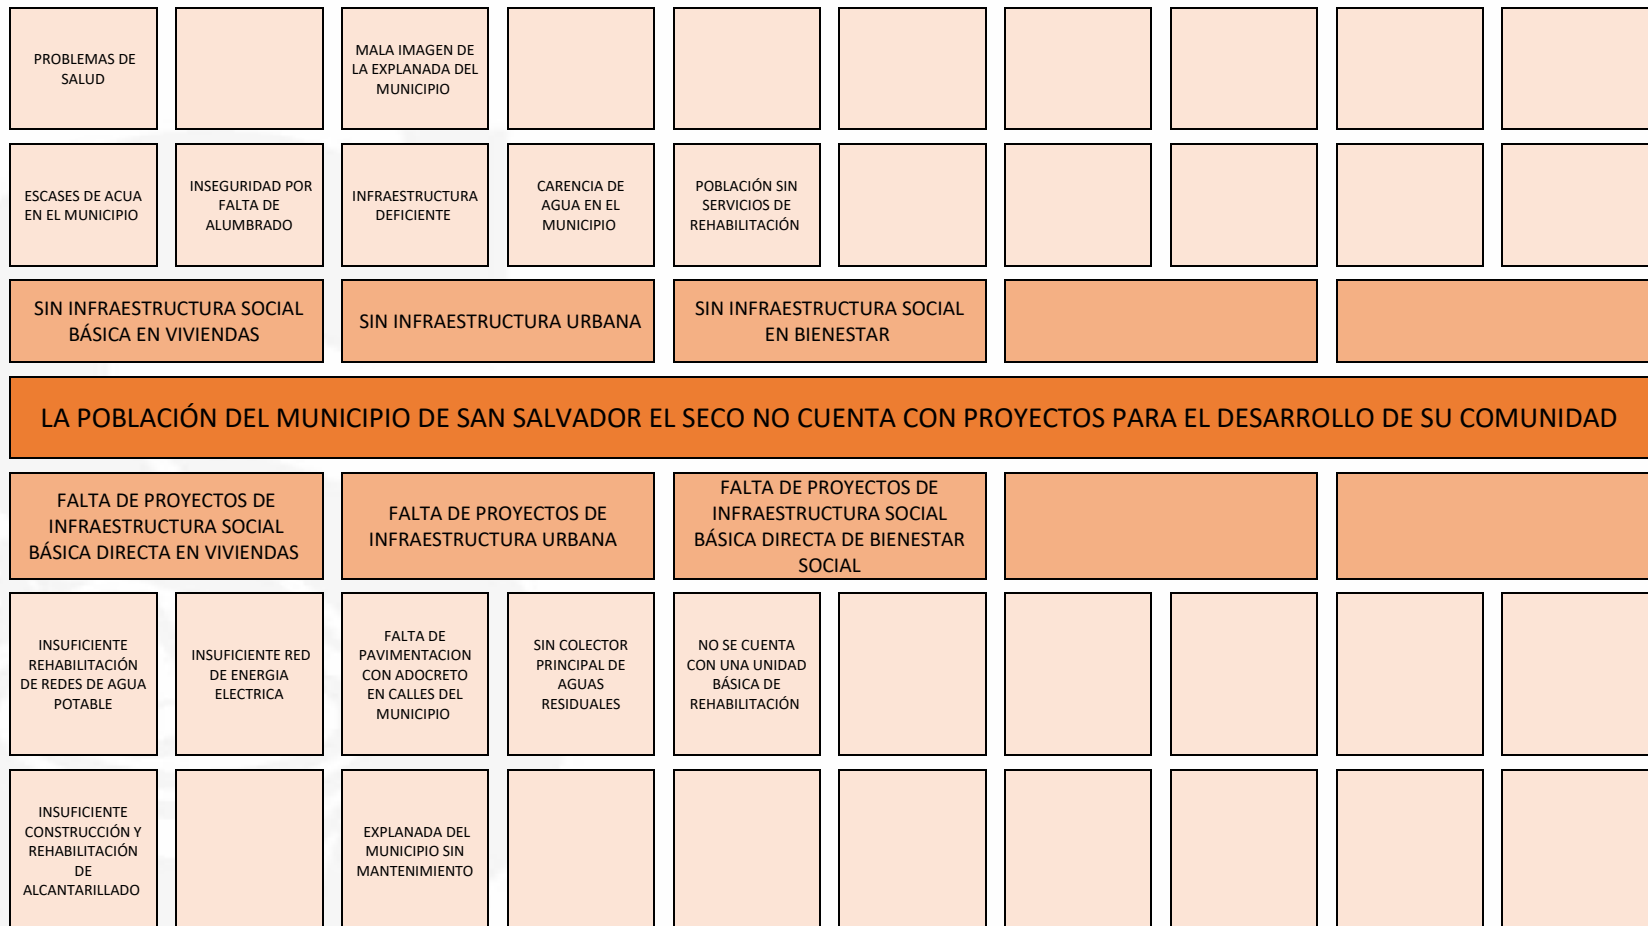 PROBLEMAS DE
SALUD
MALA IMAGEN DE
LA EXPLANADA DEL
MUNICIPIO
ESCASES DE ACUA
EN EL MUNICIPIO
INSEGURIDAD POR
FALTA DE
ALUMBRADO
INFRAESTRUCTURA
DEFICIENTE
CARENCIA DE
AGUA EN EL
MUNICIPIO
POBLACIÓN SIN
SERVICIOS DE
REHABILITACIÓN
SIN INFRAESTRUCTURA SOCIAL
BÁSICA EN VIVIENDAS
SIN INFRAESTRUCTURA URBANA
SIN INFRAESTRUCTURA SOCIAL
EN BIENESTAR
LA POBLACIÓN DEL MUNICIPIO DE SAN SALVADOR EL SECO NO CUENTA CON PROYECTOS PARA EL DESARROLLO DE SU COMUNIDAD
FALTA DE PROYECTOS DE
INFRAESTRUCTURA SOCIAL
BÁSICA DIRECTA EN VIVIENDAS
FALTA DE PROYECTOS DE
INFRAESTRUCTURA URBANA
FALTA DE PROYECTOS DE
INFRAESTRUCTURA SOCIAL
BÁSICA DIRECTA DE BIENESTAR
SOCIAL
INSUFICIENTE
REHABILITACIÓN
DE REDES DE AGUA
POTABLE
INSUFICIENTE RED
DE ENERGIA
ELECTRICA
FALTA DE
PAVIMENTACION
CON ADOCRETO
EN CALLES DEL
MUNICIPIO
SIN COLECTOR
PRINCIPAL DE
AGUAS
RESIDUALES
NO SE CUENTA
CON UNA UNIDAD
BÁSICA DE
REHABILITACIÓN
INSUFICIENTE
CONSTRUCCIÓN Y
REHABILITACIÓN
DE
ALCANTARILLADO
EXPLANADA DEL
MUNICIPIO SIN
MANTENIMIENTO